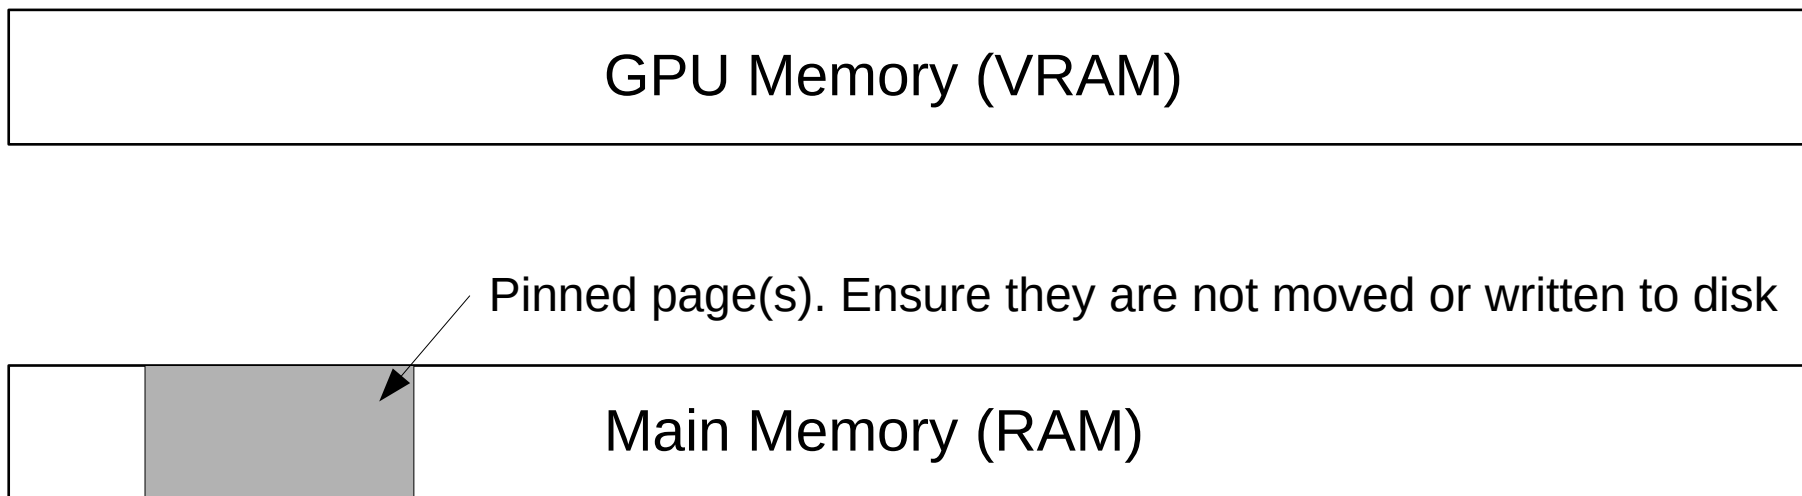 GPU Memory (VRAM)
Pinned page(s). Ensure they are not moved or written to disk
Main Memory (RAM)